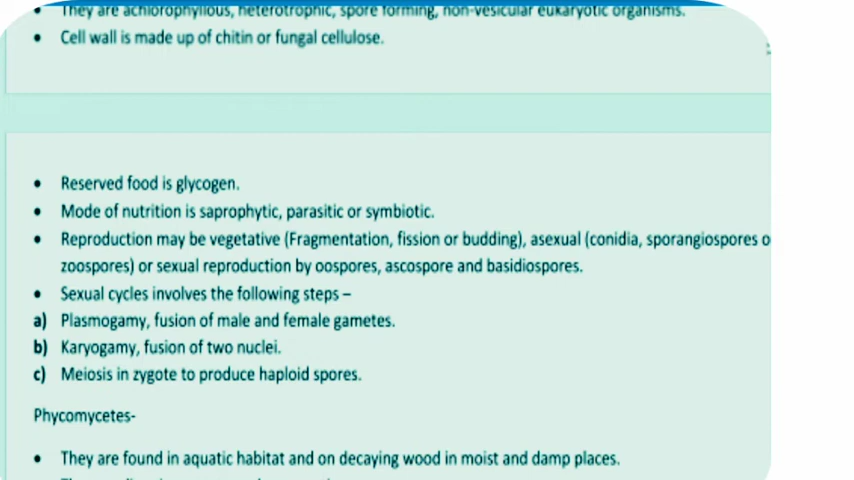 • They are achlorophyllous, heterotrophic, spore forming, non-vesicular eukaryotic organisms.
• Cell wall is made up of chitin or fungal cellulose.
• Reserved food is glycogen.
• Mode of nutrition is saprophytic, parasitic or symbiotic.
• Reproduction may be vegetative (Fragmentation, fission or budding), asexual (conidia, sporangiospores o
zoospores) or sexual reproduction by oospores, ascospore and basidiospores.
• Sexual cycles involves the following steps –
a) Plasmogamy, fusion of male and female gametes.
b) Karyogamy, fusion of two nuclei.
c) Meiosis in zygote to produce haploid spores.
Phycomycetes-
• They are found in aquatic habitat and on decaying wood in moist and damp places.